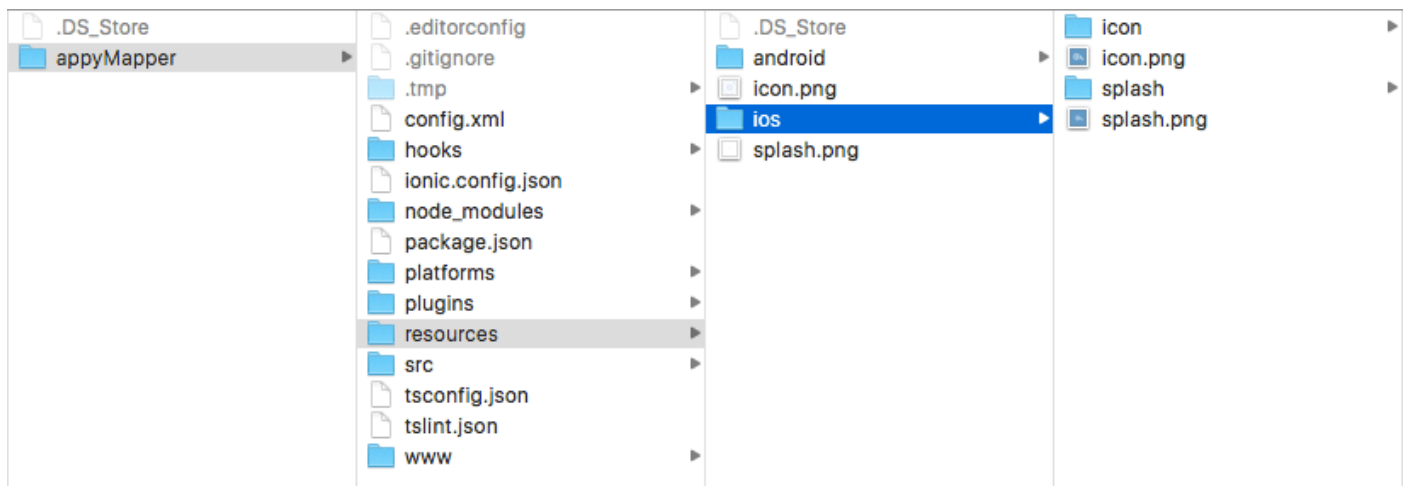 .DS_Store
appyMapper
.editorconfig
.gitignore
.tmp
config.xml
hooks
ionic.config.json
node_modules
package.json
platforms
plugins
resources
src
tsconfig.json
tslint.json
www
.DS_Store
android
icon.png
ios
splash.png
icon
icon.png
splash
splash.png